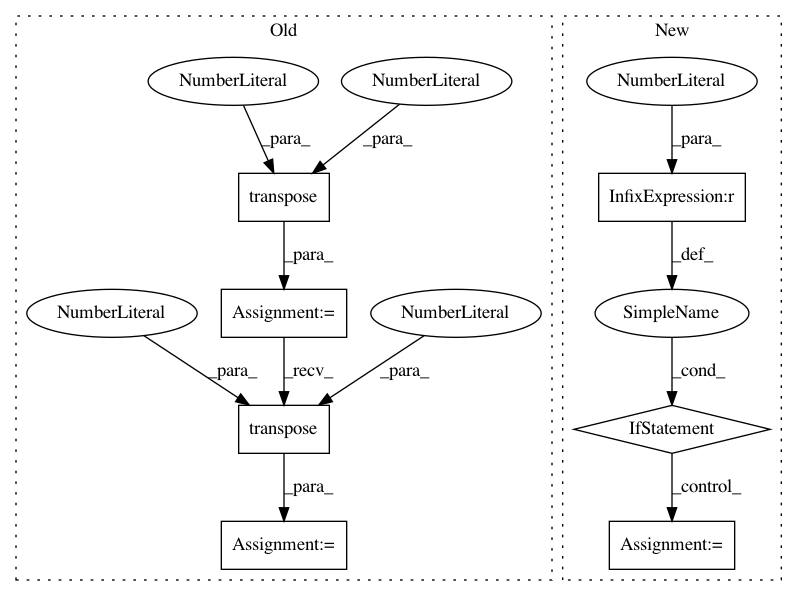 Old
New
NumberLiteral
NumberLiteral
NumberLiteral
_para_
_para_
_para_
transpose
InfixExpression:r
_para_
_def_
NumberLiteral
Assignment:=
NumberLiteral
SimpleName
_para_
_recv_
_para_
_cond_
transpose
IfStatement
_para_
_control_
Assignment:=
Assignment:=